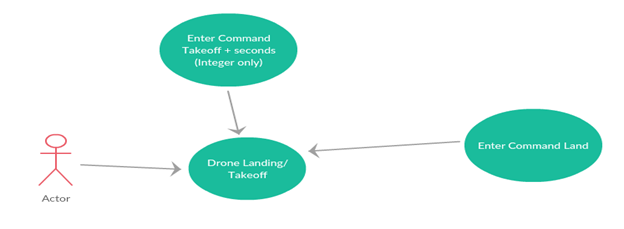 Enter Command
Takeoff + seconds
(Integer only)
Enter Command Land
Drone Landing/
Takeoff
Actor